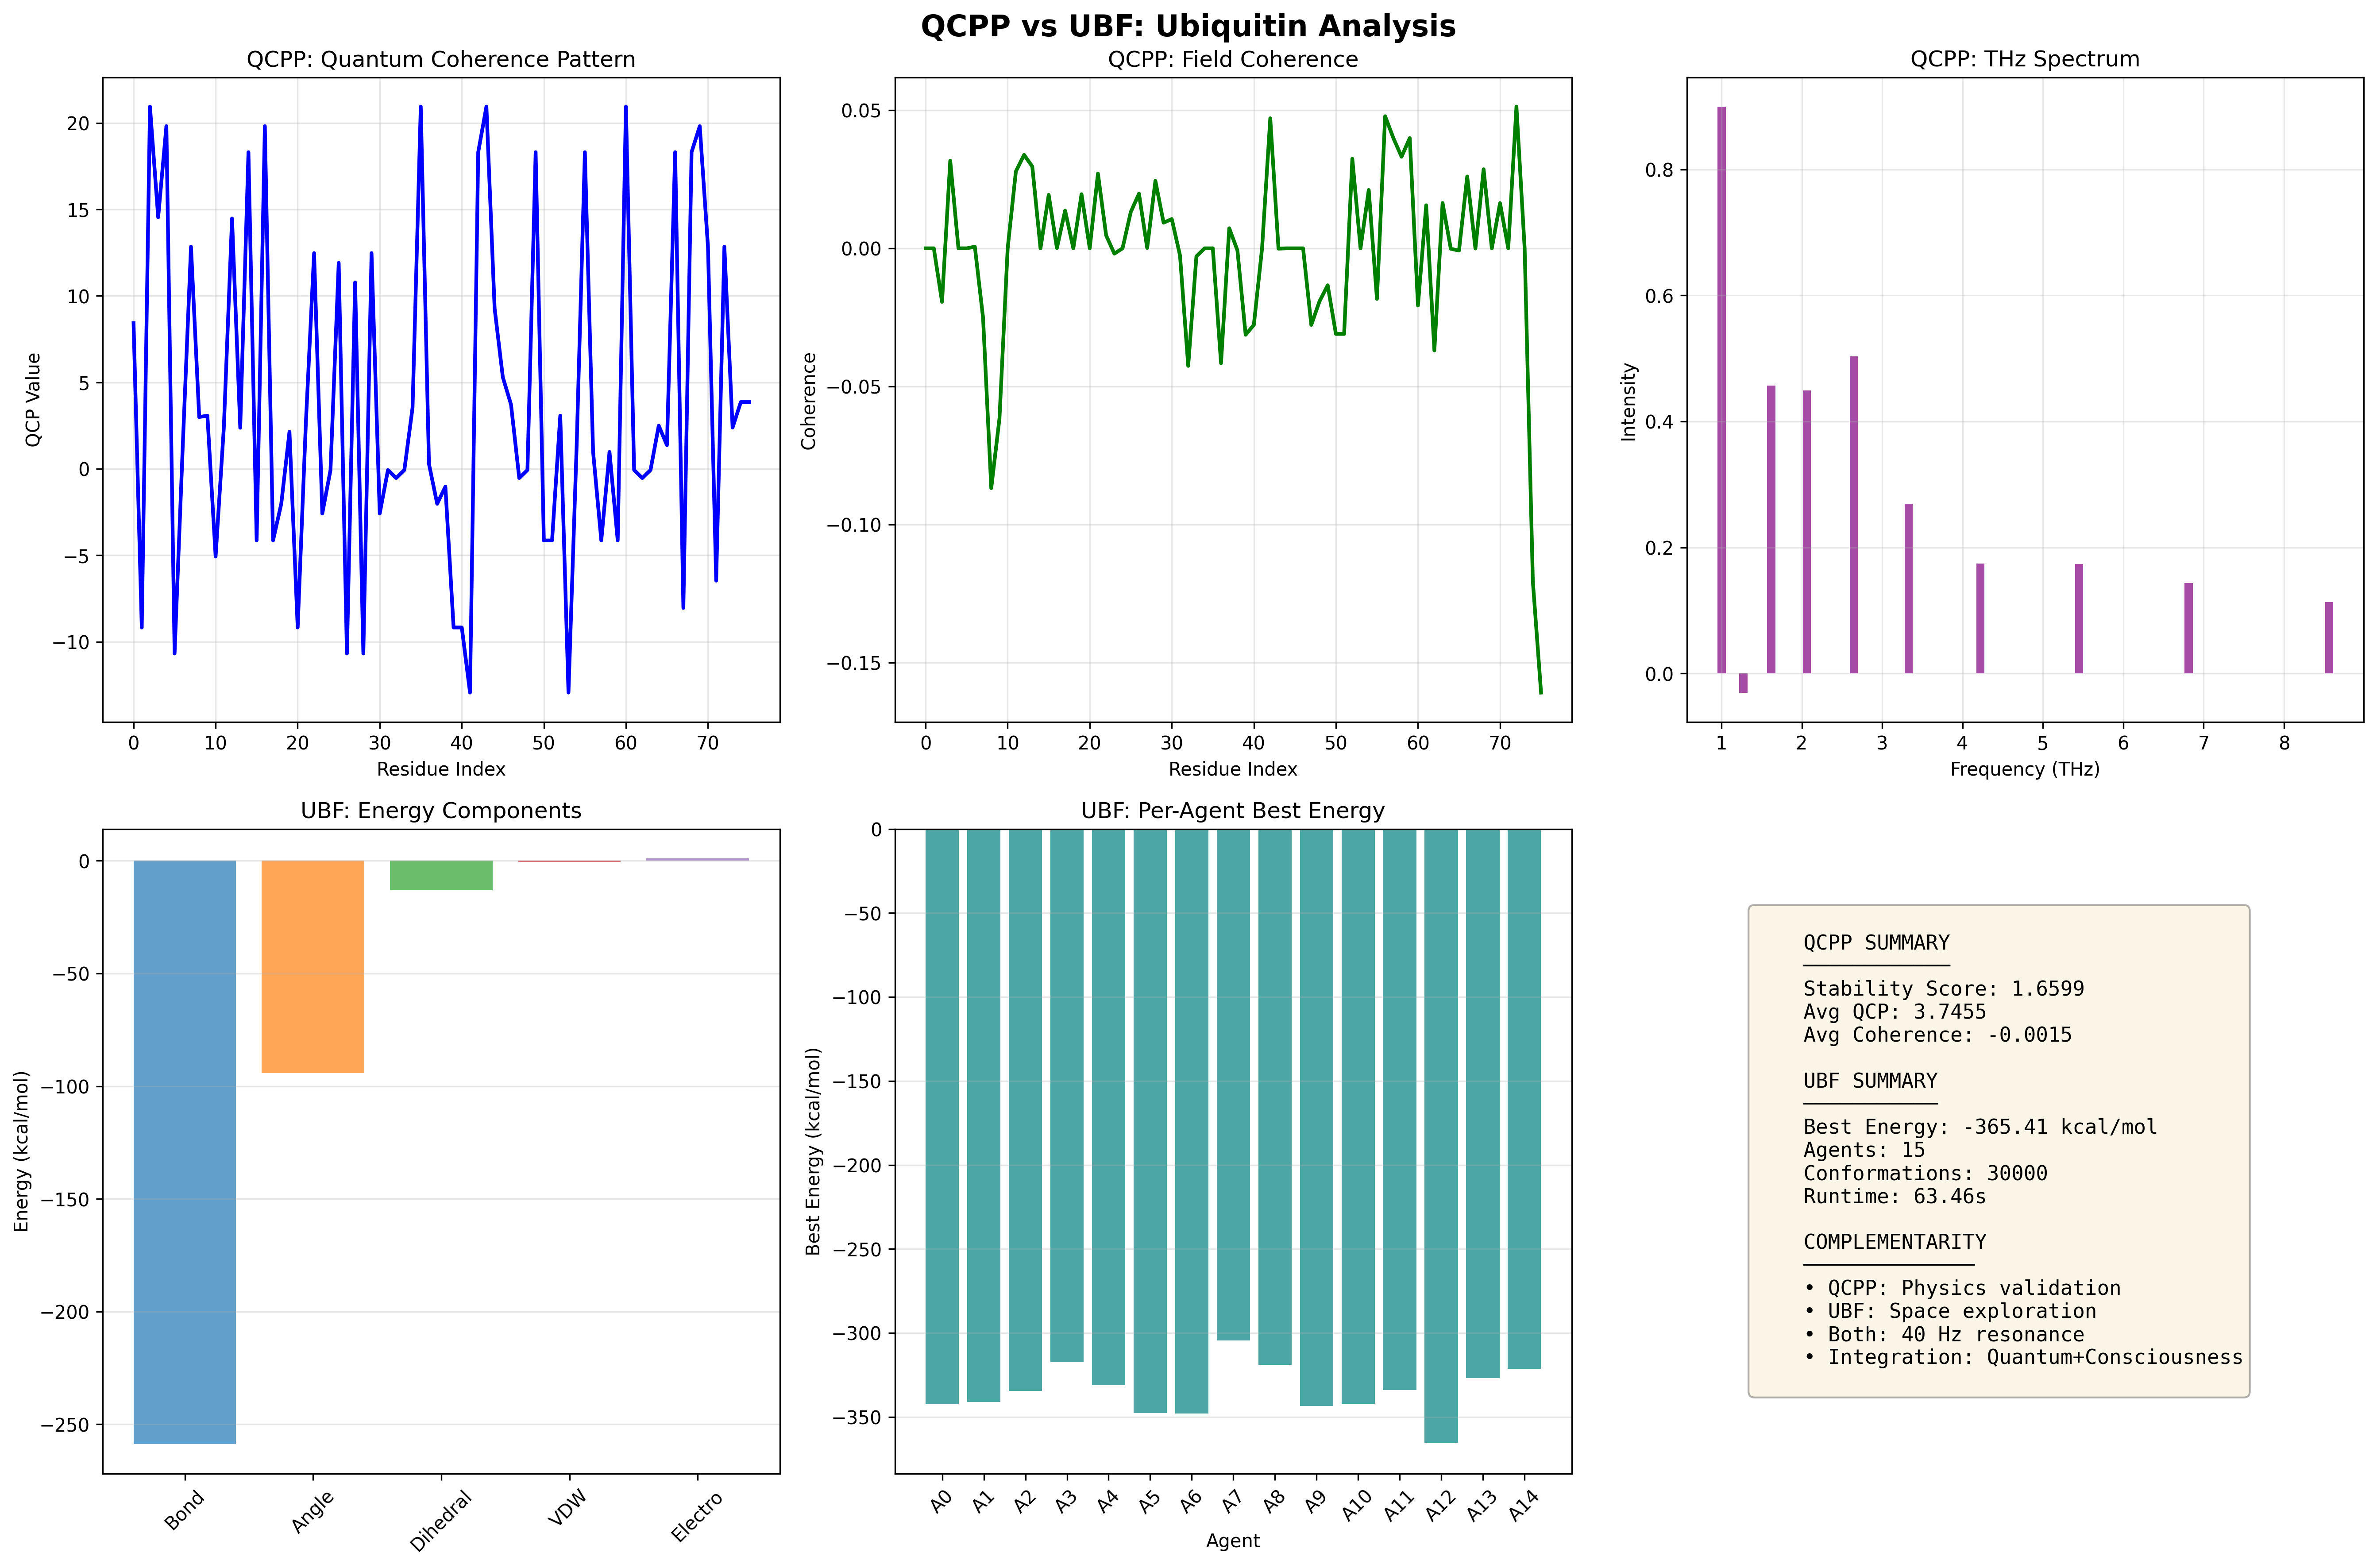 QCPP vs UBF: Ubiquitin Analysis
QCPP: Quantum Coherence Pattern
QCP Value
20
15
10
5
0
−5
−10
0 10 20 30 40 50 60 70
Residue Index
QCPP: Field Coherence
Coherence
0.05
0.00
−0.05
−0.10
−0.15
0 10 20 30 40 50 60 70
Residue Index
QCPP: THz Spectrum
Intensity
0.8
0.6
0.4
0.2
0.0
1 2 3 4 5 6 7 8
Frequency (THz)
UBF: Energy Components
Energy (kcal/mol)
0
−50
−100
−150
−200
−250
Bond Angle Dihedral VDW Electro
UBF: Per-Agent Best Energy
Best Energy (kcal/mol)
0
−50
−100
−150
−200
−250
−300
−350
A0 A1 A2 A3 A4 A5 A6 A7 A8 A9 A10 A11 A12 A13 A14
Agent
QCPP SUMMARY
Stability Score: 1.6599
Avg QCP: 3.7455
Avg Coherence: -0.0015
UBF SUMMARY
Best Energy: -365.41 kcal/mol
Agents: 15
Conformations: 30000
Runtime: 63.46s
COMPLEMENTARITY
• QCPP: Physics validation
• UBF: Space exploration
• Both: 40 Hz resonance
• Integration: Quantum+Consciousness